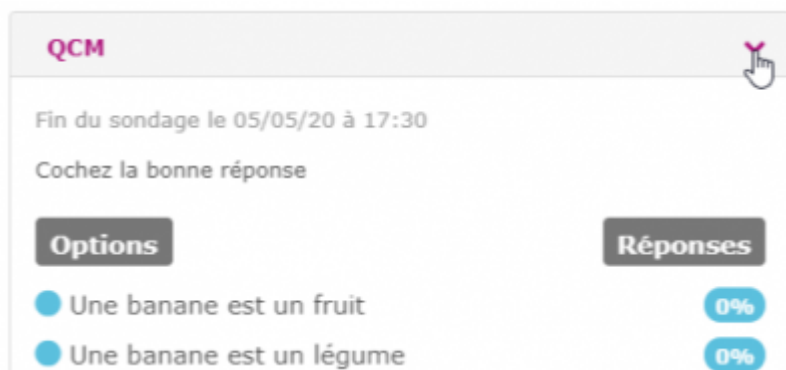 QCM
Fin du sondage le 05/05/20 à 17:30
Cochez la bonne réponse
Options Réponses
Une banane est un fruit 0%
Une banane est un légume 0%